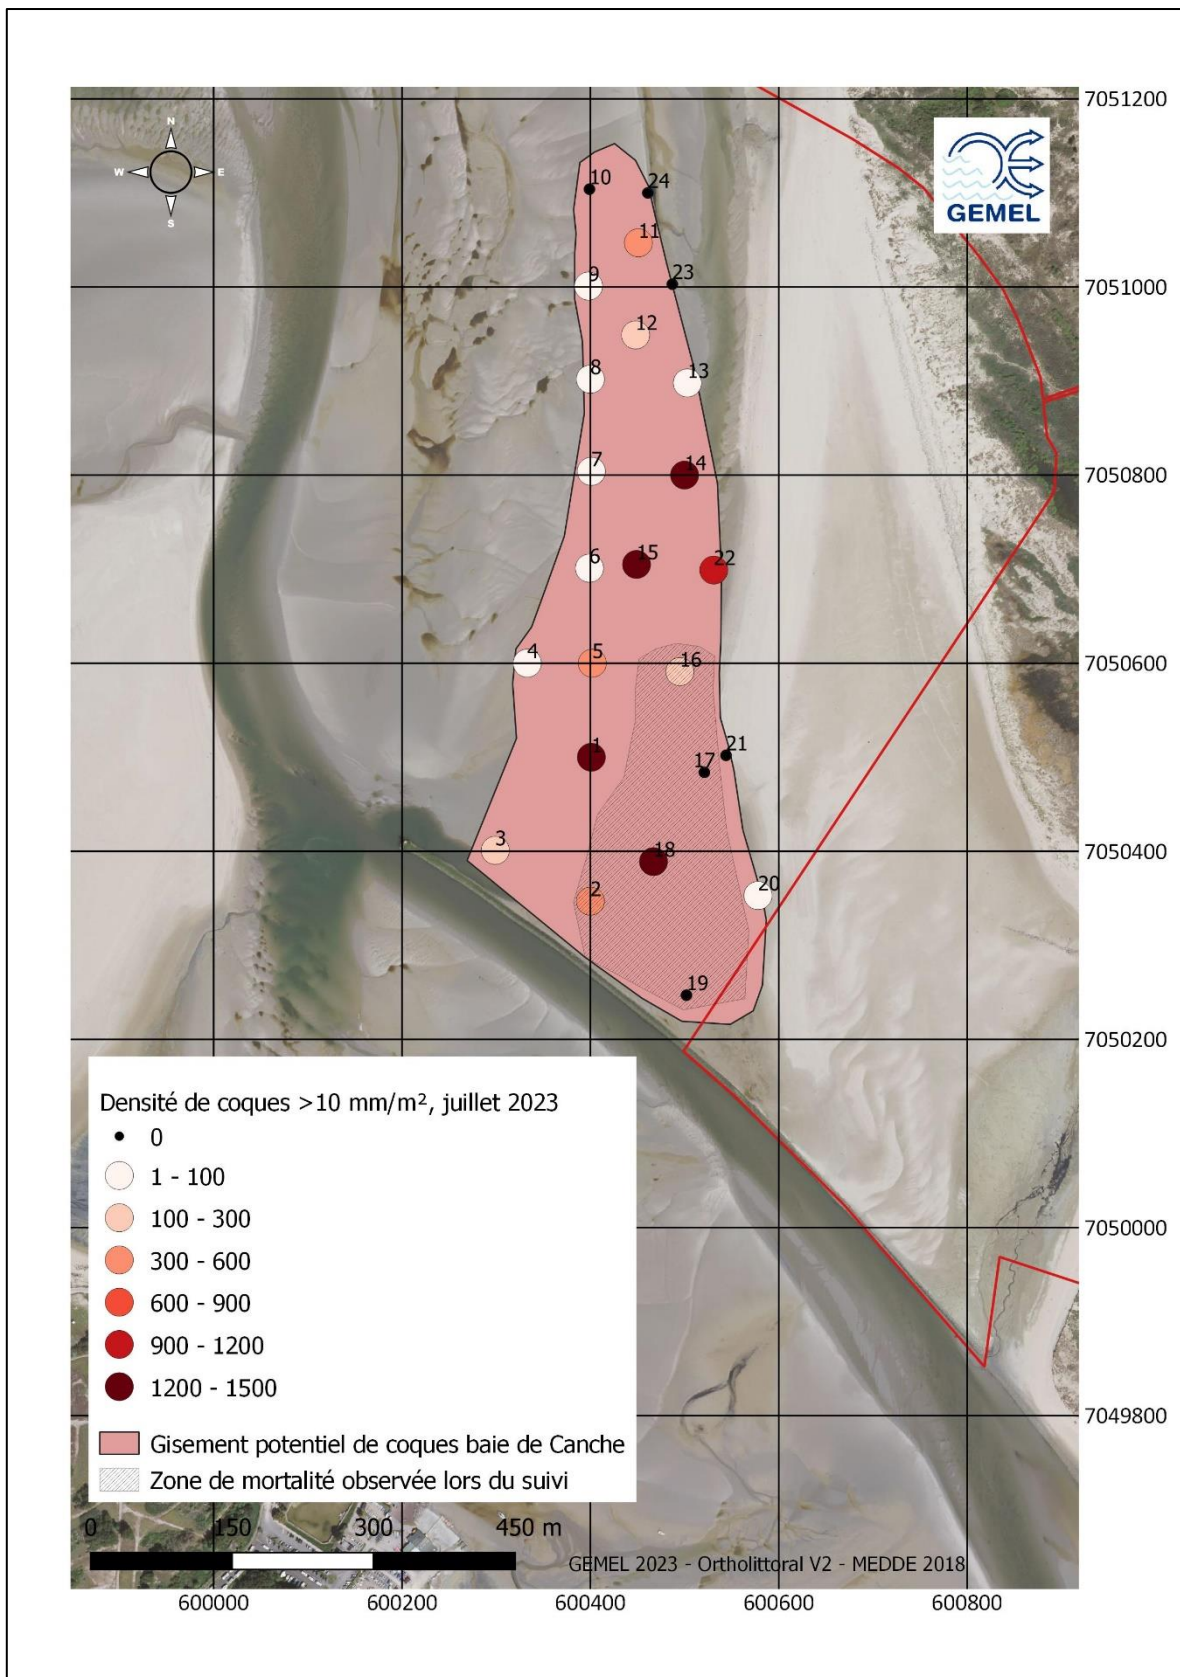 7051200
N
W
E
S
GEMEL
10
24
11
23
7051000
9
12
8
13
7
14
7050800
6
15
22
4
5
16
7050600
1
17
21
3
18
7050400
2
20
19
7050200
Densité de coques >10 mm/m², juillet 2023
0
1 - 100
100 - 300
300 - 600
600 - 900
900 - 1200
1200 - 1500
Gisement potentiel de coques baie de Canche
Zone de mortalité observée lors du suivi
7050000
7049800
0 150 300 450 m
GEMEL 2023 - Ortholittoral V2 - MEDDE 2018
600000 600200 600400 600600 600800